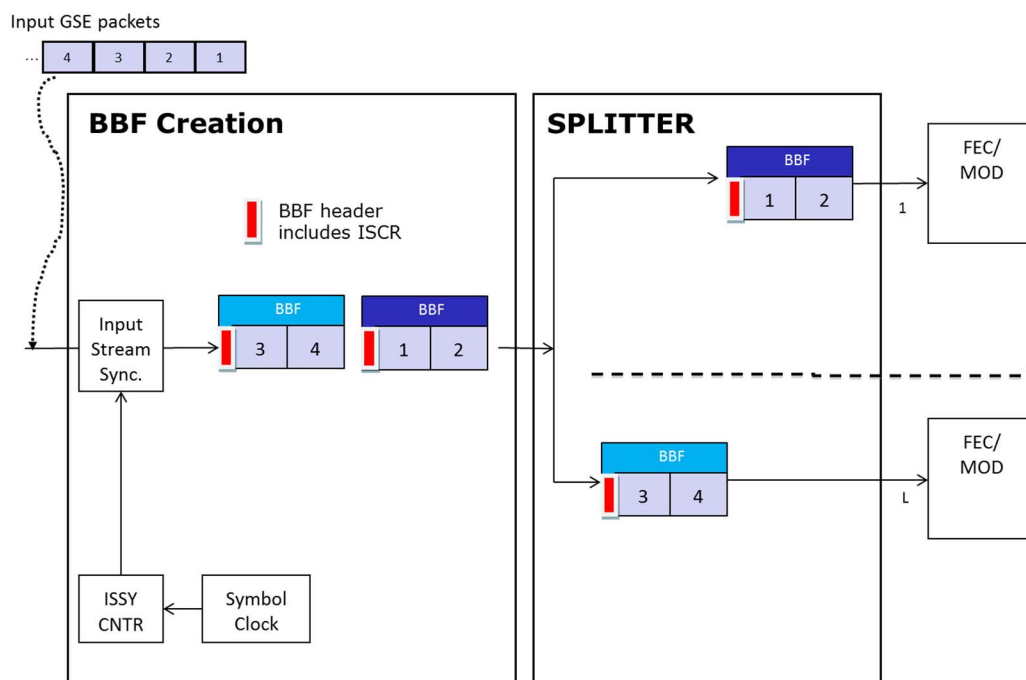 Input GSE packets
... 4 3 2 1
BBF Creation
SPLITTER
BBF
1 2
FEC/
MOD
1
BBF header
includes ISCR
Input
Stream
Sync.
BBF
3 4
BBF
1 2
BBF
3 4
FEC/
MOD
L
ISSY
CNTR
Symbol
Clock